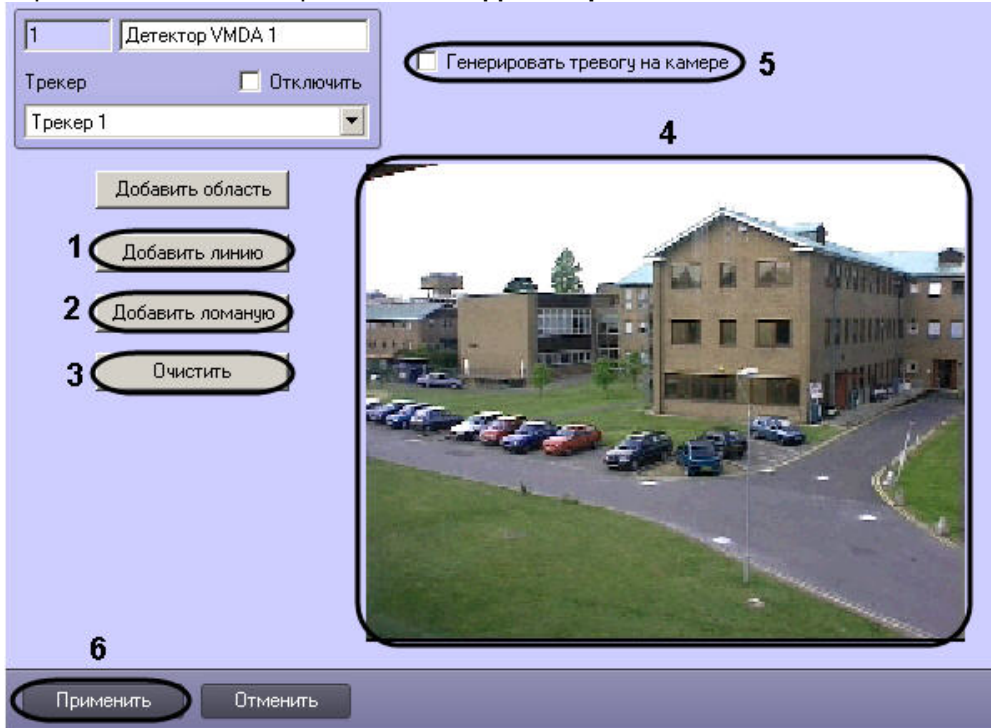 1
Детектор VMDA 1
Трекер
Отключить
Трекер 1
Генерировать тревогу на камере
5
4
Добавить область
1
Добавить линию
2
Добавить ломаную
3
Очистить
6
Применить
Отменить